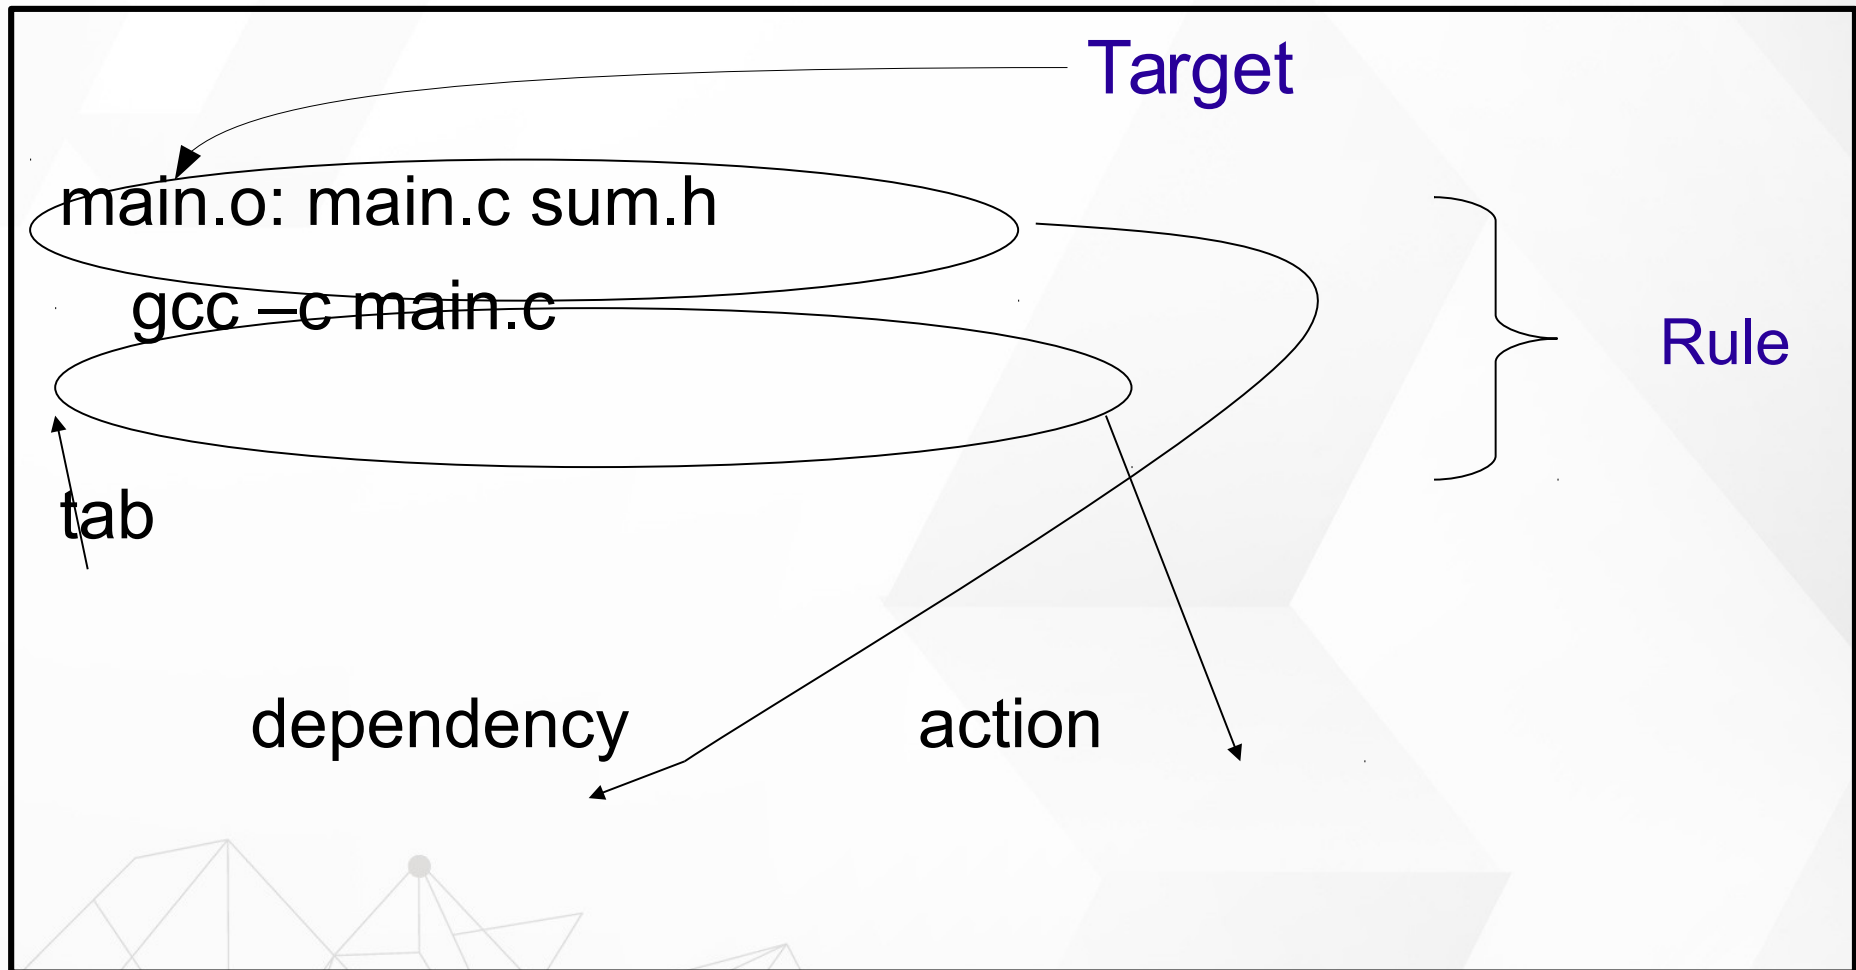 Target
main.o: main.c sum.h
gcc –c main.c
Rule
tab
dependency action